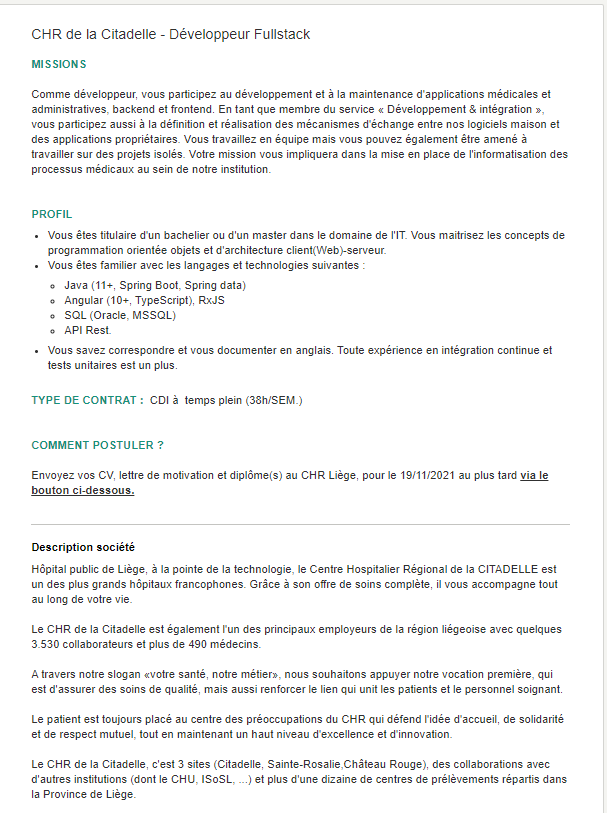 CHR de la Citadelle - Développeur Fullstack
MISSIONS
Comme développeur, vous participez au développement et à la maintenance d'applications médicales et
administratives, backend et frontend. En tant que membre du service « Développement & intégration »,
vous participez aussi à la définition et réalisation des mécanismes d'échange entre nos logiciels maison et
des applications propriétaires. Vous travaillez en équipe mais vous pouvez également être amené à
travailler sur des projets isolés. Votre mission vous impliquera dans la mise en place de l'informatisation des
processus médicaux au sein de notre institution.
PROFIL
• Vous êtes titulaire d'un bachelier ou d'un master dans le domaine de l'IT. Vous maitrisez les concepts de
programmation orientée objets et d'architecture client(Web)-serveur.
• Vous êtes familier avec les langages et technologies suivantes :
○ Java (11+, Spring Boot, Spring data)
○ Angular (10+, TypeScript), RxJS
○ SQL (Oracle, MSSQL)
○ API Rest.
• Vous savez correspondre et vous documenter en anglais. Toute expérience en intégration continue et
tests unitaires est un plus.
TYPE DE CONTRAT : CDI à temps plein (38h/SEM.)
COMMENT POSTULER ?
Envoyez vos CV, lettre de motivation et diplôme(s) au CHR Liège, pour le 19/11/2021 au plus tard via le
bouton ci-dessous.
Description société
Hôpital public de Liège, à la pointe de la technologie, le Centre Hospitalier Régional de la CITADELLE est
un des plus grands hôpitaux francophones. Grâce à son offre de soins complète, il vous accompagne tout
au long de votre vie.
Le CHR de la Citadelle est également l'un des principaux employeurs de la région liégeoise avec quelques
3.530 collaborateurs et plus de 490 médecins.
A travers notre slogan «votre santé, notre métier», nous souhaitons appuyer notre vocation première, qui
est d'assurer des soins de qualité, mais aussi renforcer le lien qui unit les patients et le personnel soignant.
Le patient est toujours placé au centre des préoccupations du CHR qui défend l'idée d'accueil, de solidarité
et de respect mutuel, tout en maintenant un haut niveau d'excellence et d'innovation.
Le CHR de la Citadelle, c'est 3 sites (Citadelle, Sainte-Rosalie,Château Rouge), des collaborations avec
d'autres institutions (dont le CHU, ISoSL, ...) et plus d'une dizaine de centres de prélèvements répartis dans
la Province de Liège.